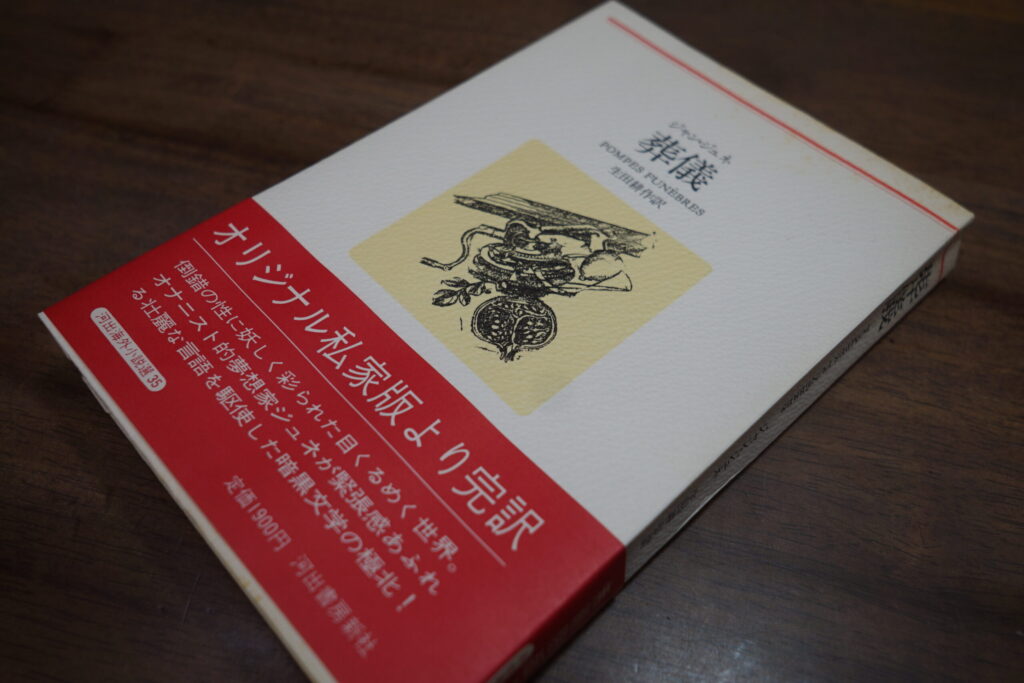 ジャン・ジュネ
葬儀
POMPES FUNÈBRES
生田耕作訳
オリジナル私家版より完訳
倒錯の性に妖しく彩られた目くるめく世界。
オナニスト的夢想家ジュネが緊張感あふれ
る壮麗な言語を駆使した暗黒文学の極北!
河出海外小説選 35
定価1900円 河出書房新社
葬儀